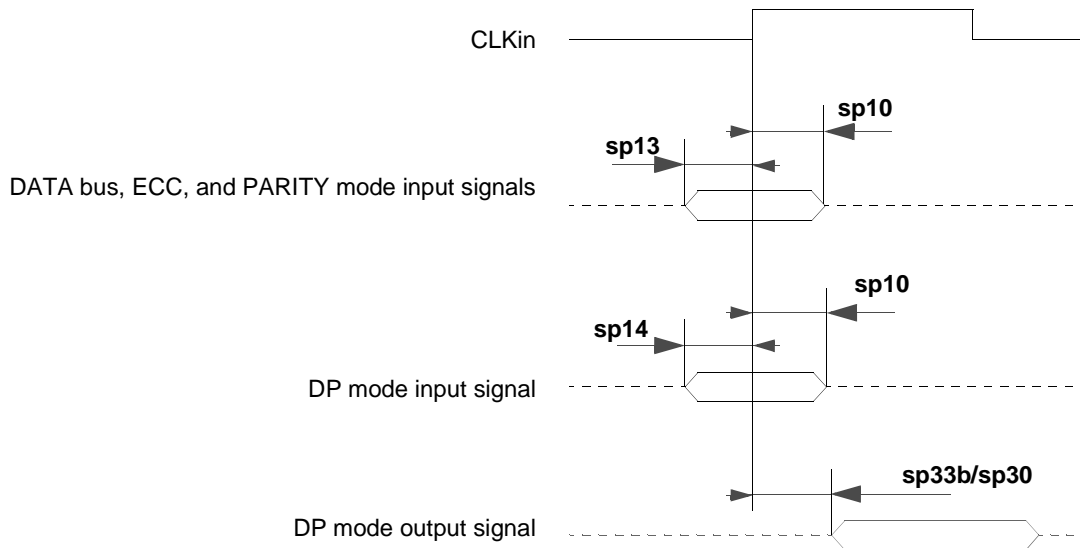 CLKin
sp10
sp13
DATA bus, ECC, and PARITY mode input signals
sp10
sp14
DP mode input signal
sp33b/sp30
DP mode output signal